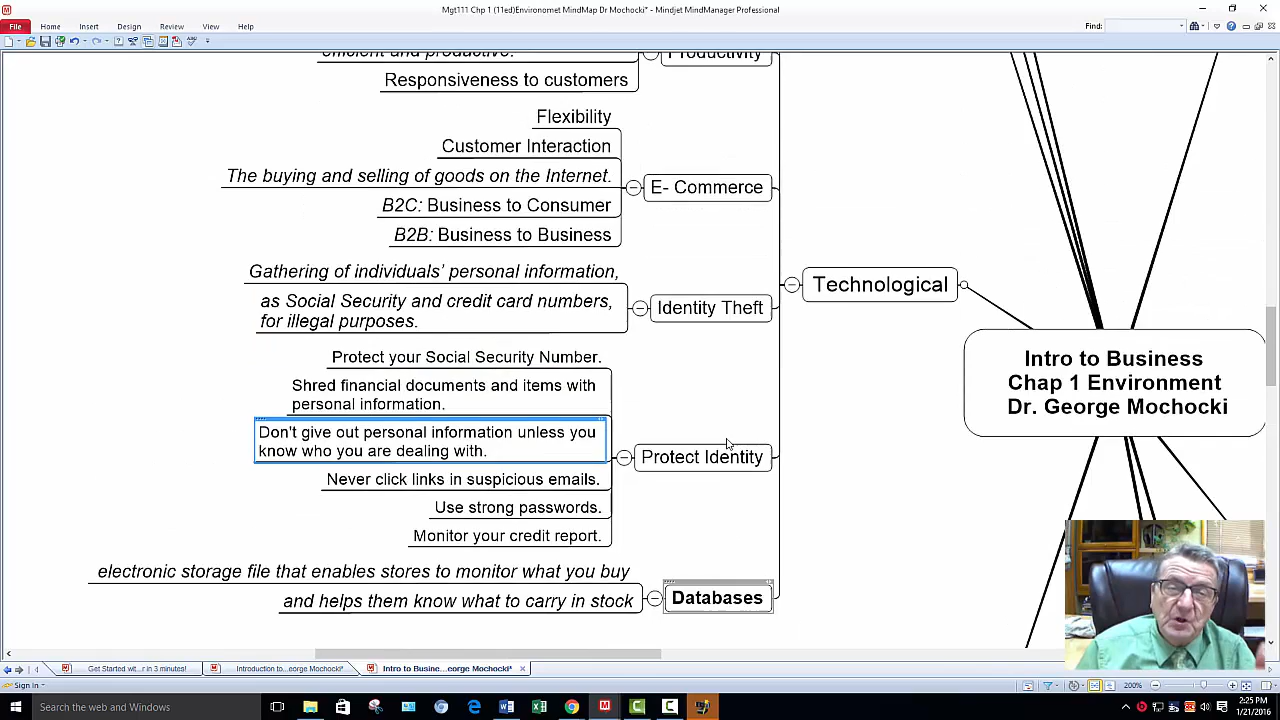 Mgt111 Chp 1 (11ed)Environomet MindMap Dr Mochocki* - Mindjet MindManager Professional
File Home Insert Design Review View Help Find:
efficient and productive.
Productivity
Responsiveness to customers
Flexibility
Customer Interaction
The buying and selling of goods on the Internet.
E- Commerce
B2C: Business to Consumer
B2B: Business to Business
Gathering of individuals' personal information,
as Social Security and credit card numbers,
for illegal purposes.
Identity Theft
Technological
Intro to Business
Chap 1 Environment
Dr. George Mochocki
Protect your Social Security Number.
Shred financial documents and items with
personal information.
Don't give out personal information unless you
know who you are dealing with.
Protect Identity
Never click links in suspicious emails.
Use strong passwords.
Monitor your credit report.
electronic storage file that enables stores to monitor what you buy
and helps them know what to carry in stock
Databases
Get Started wit...r in 3 minutes!
Introduction to...eorge Mochocki*
Intro to Busine...eorge Mochocki*
Sign In
200%
Search the web and Windows
2:25 PM
1/21/2016